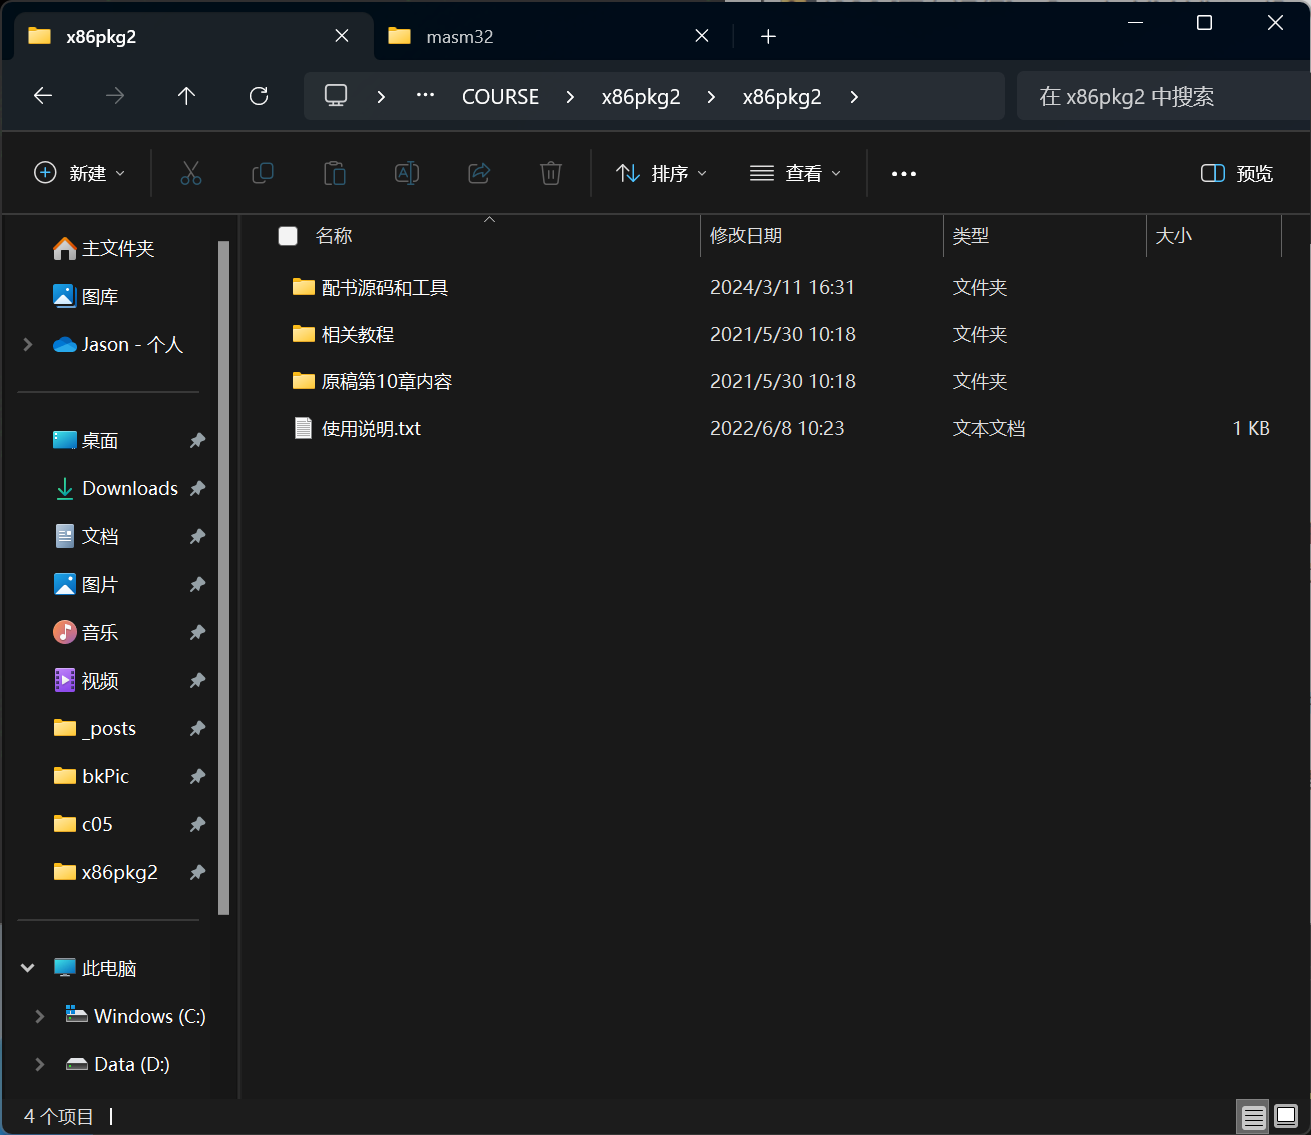 x86pkg2
masm32
COURSE
x86pkg2
x86pkg2
在 x86pkg2 中搜索
新建
排序
查看
预览
名称
修改日期
类型
大小
配书源码和工具 2024/3/11 16:31 文件夹
相关教程 2021/5/30 10:18 文件夹
原稿第10章内容 2021/5/30 10:18 文件夹
使用说明.txt 2022/6/8 10:23 文本文档 1 KB
主文件夹
图库
Jason - 个人
桌面
Downloads
文档
图片
音乐
视频
_posts
bkPic
c05
x86pkg2
此电脑
Windows (C:)
Data (D:)
4 个项目